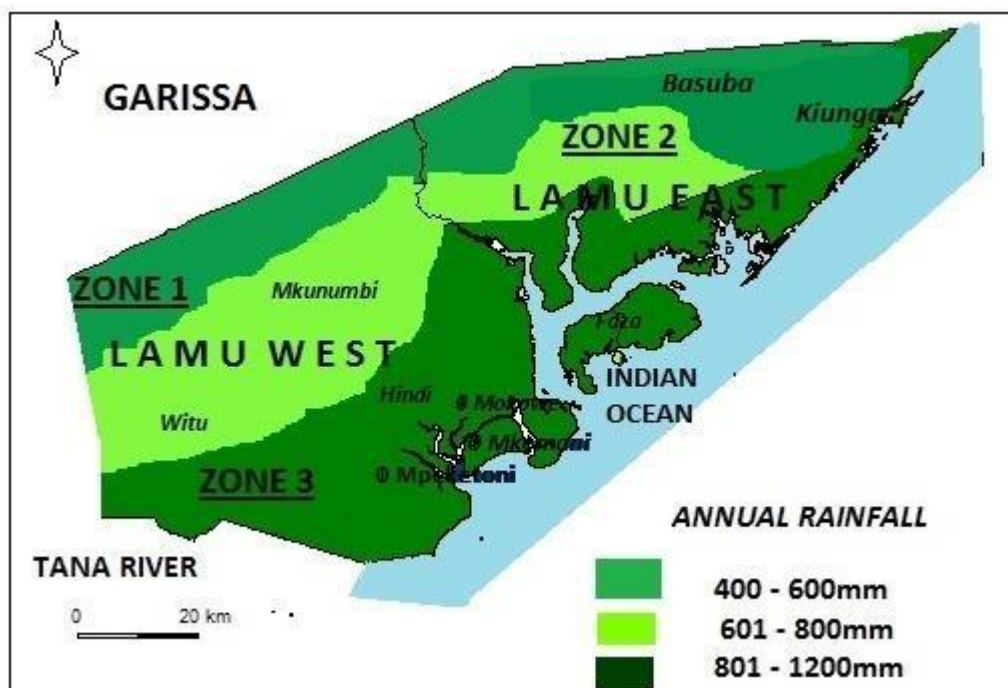 GARISSA
Basuba
Kiunga
ZONE 2
LAMU EAST
ZONE 1
Mkunumbi
LAMU WEST
Faza
INDIAN
OCEAN
Hindi
Mokowe
Witu
Mkomani
ZONE 3
Mpeketoni
ANNUAL RAINFALL
TANA RIVER
400 - 600mm
0 20 km
601 - 800mm
801 - 1200mm